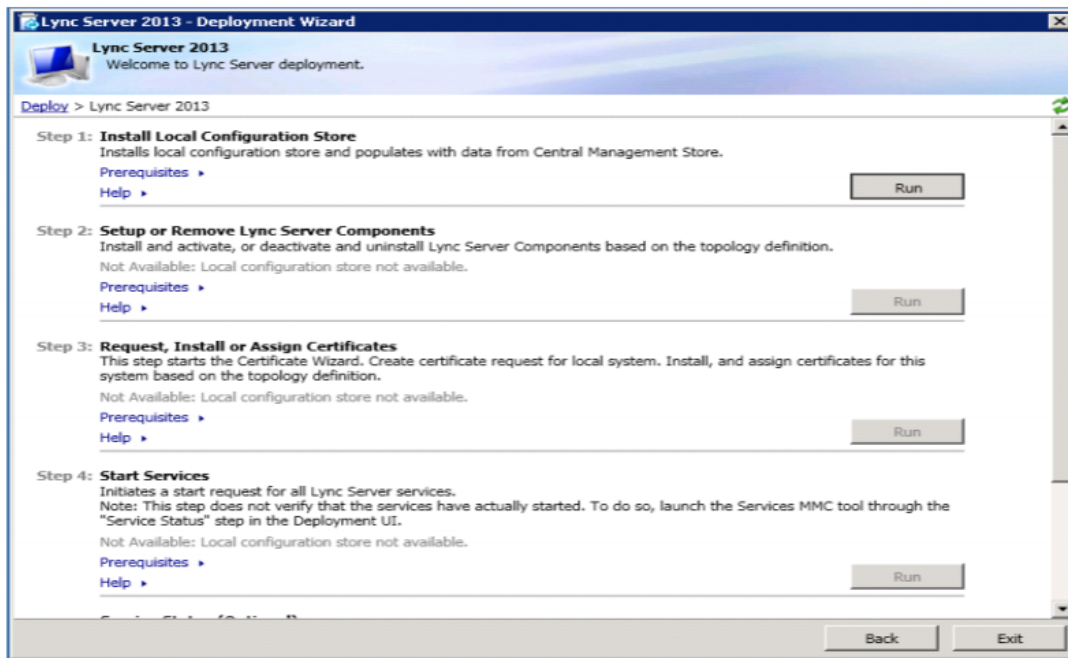 Lync Server 2013 - Deployment Wizard
Lync Server 2013
Welcome to Lync Server deployment.
Deploy > Lync Server 2013
Step 1: Install Local Configuration Store
Installs local configuration store and populates with data from Central Management Store.
Prerequisites ▸
Help ▸
Run
Step 2: Setup or Remove Lync Server Components
Install and activate, or deactivate and uninstall Lync Server Components based on the topology definition.
Not Available: Local configuration store not available.
Prerequisites ▸
Help ▸
Run
Step 3: Request, Install or Assign Certificates
This step starts the Certificate Wizard. Create certificate request for local system. Install, and assign certificates for this
system based on the topology definition.
Not Available: Local configuration store not available.
Prerequisites ▸
Help ▸
Run
Step 4: Start Services
Initiates a start request for all Lync Server services.
Note: This step does not verify that the services have actually started. To do so, launch the Services MMC tool through the
"Service Status" step in the Deployment UI.
Not Available: Local configuration store not available.
Prerequisites ▸
Help ▸
Run
Back
Exit